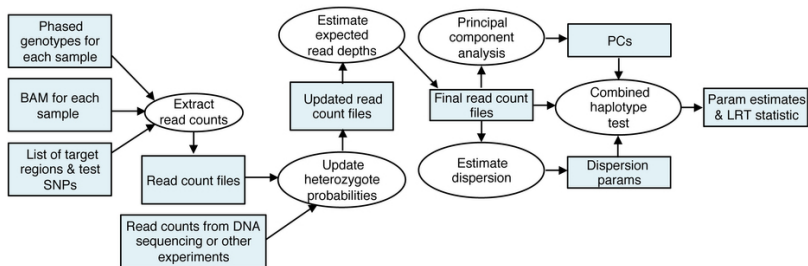 Phased
genotypes for
each sample
BAM for each
sample
List of target
regions & test
SNPs
Extract
read counts
Read count files
Read counts from DNA
sequencing or other
experiments
Update
heterozygote
probabilities
Updated read
count files
Estimate
expected
read depths
Final read count
files
Principal
component
analysis
PCs
Estimate
dispersion
Dispersion
params
Combined
haplotype
test
Param estimates
& LRT statistic